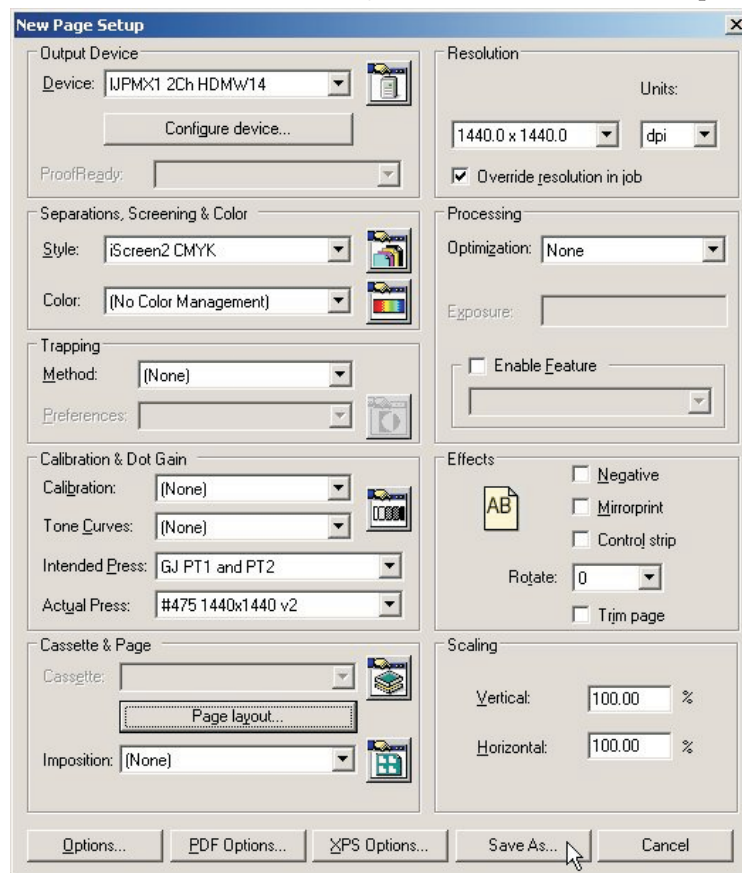 New Page Setup
Output Device
Device: IJPMX1 2Ch HDMW14
Configure device...
ProofReady:
Resolution
Units:
1440.0 x 1440.0 dpi
Override resolution in job
Separations, Screening & Color
Style: iScreen2 CMYK
Color: (No Color Management)
Processing
Optimization: None
Exposure:
Enable Feature
Trapping
Method: (None)
Preferences:
Calibration & Dot Gain
Calibration: (None)
Tone Curves: (None)
Intended Press: GJ PT1 and PT2
Actual Press: #475 1440x1440 v2
Effects
AB
Negative
Mirrorprint
Control strip
Rotate: 0
Trim page
Cassette & Page
Cassette:
Page layout...
Imposition: (None)
Scaling
Vertical: 100.00 %
Horizontal: 100.00 %
Options... PDF Options... XPS Options... Save As... Cancel